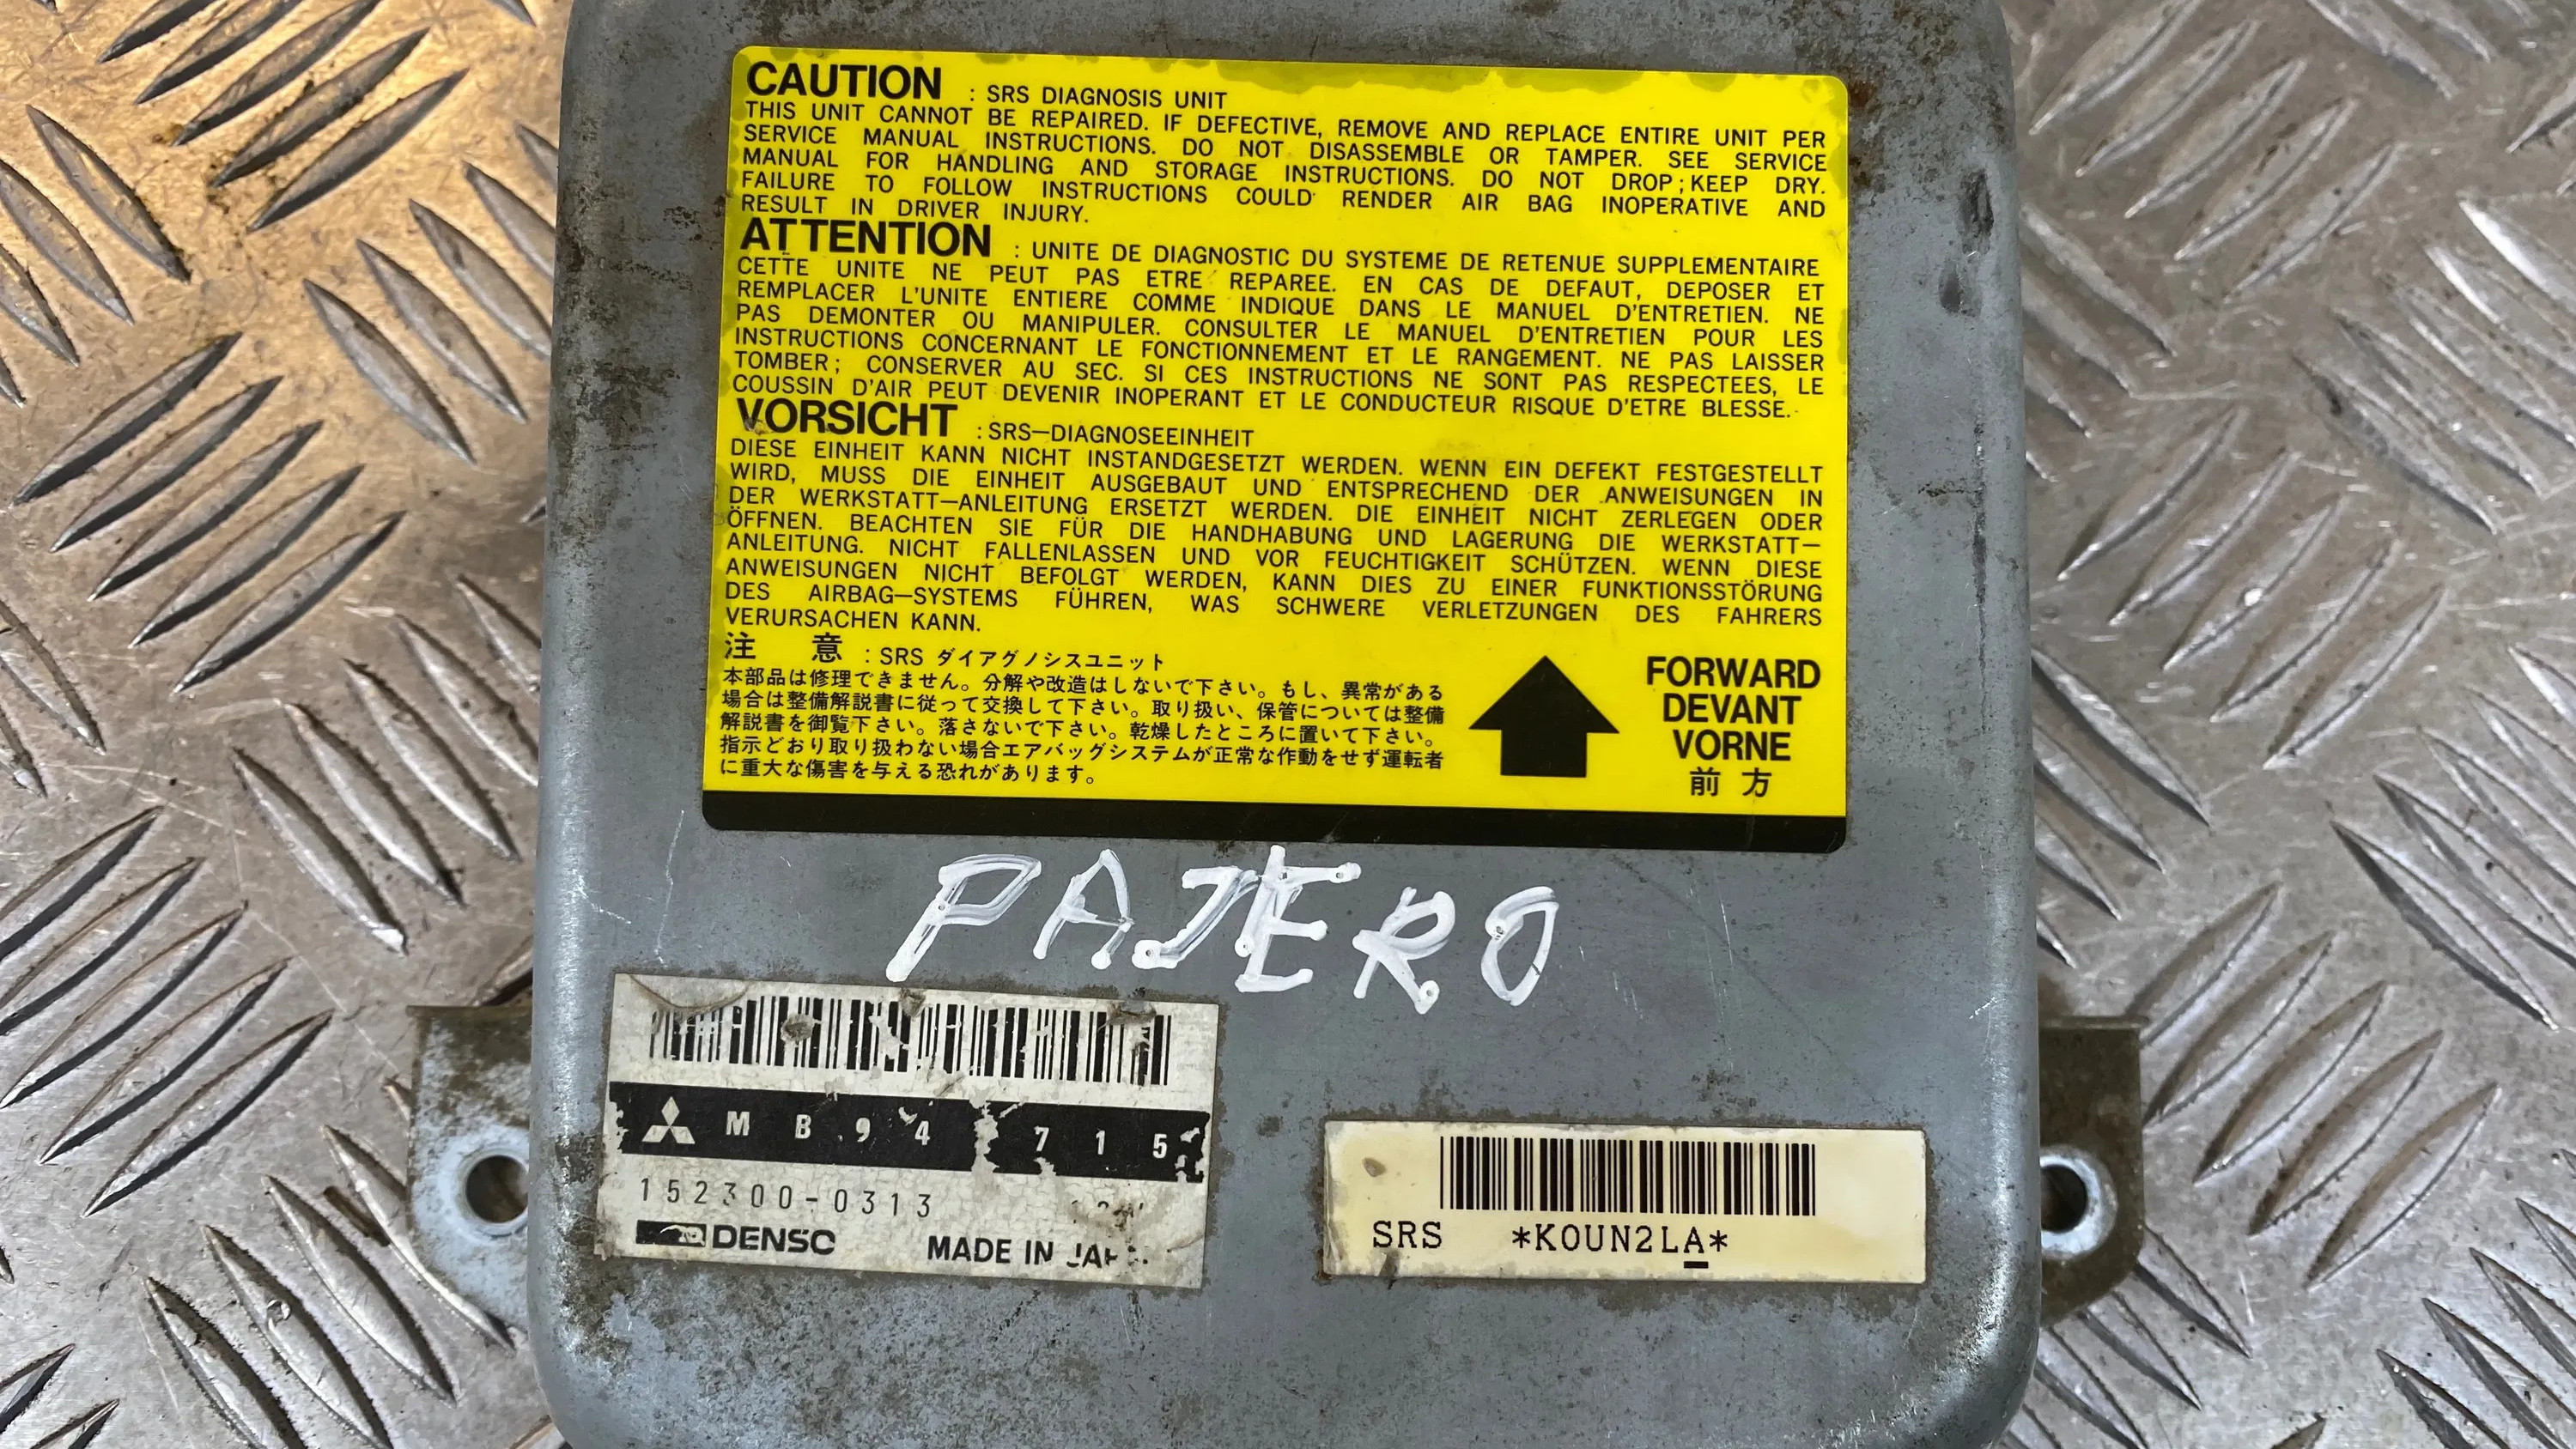 CAUTION : SRS DIAGNOSIS UNIT
THIS UNIT CANNOT BE REPAIRED. IF DEFECTIVE, REMOVE AND REPLACE ENTIRE UNIT PER
SERVICE MANUAL INSTRUCTIONS. DO NOT DISASSEMBLE OR TAMPER. SEE SERVICE
MANUAL FOR HANDLING AND STORAGE INSTRUCTIONS. DO NOT DROP; KEEP DRY.
FAILURE TO FOLLOW INSTRUCTIONS COULD RENDER AIR BAG INOPERATIVE AND
RESULT IN DRIVER INJURY.
ATTENTION : UNITE DE DIAGNOSTIC DU SYSTEME DE RETENUE SUPPLEMENTAIRE
CETTE UNITE NE PEUT PAS ETRE REPAREE. EN CAS DE DEFAUT, DEPOSER ET
REMPLACER L'UNITE ENTIERE COMME INDIQUE DANS LE MANUEL D'ENTRETIEN. NE
PAS DEMONTER OU MANIPULER. CONSULTER LE MANUEL D'ENTRETIEN POUR LES
INSTRUCTIONS CONCERNANT LE FONCTIONNEMENT ET LE RANGEMENT. NE PAS LAISSER
TOMBER; CONSERVER AU SEC. SI CES INSTRUCTIONS NE SONT PAS RESPECTEES, LE
COUSSIN D'AIR PEUT DEVENIR INOPERANT ET LE CONDUCTEUR RISQUE D'ETRE BLESSE.
VORSICHT : SRS–DIAGNOSEEINHEIT
DIESE EINHEIT KANN NICHT INSTANDGESETZT WERDEN. WENN EIN DEFEKT FESTGESTELLT
WIRD, MUSS DIE EINHEIT AUSGEBAUT UND ENTSPRECHEND DER ANWEISUNGEN IN
DER WERKSTATT–ANLEITUNG ERSETZT WERDEN. DIE EINHEIT NICHT ZERLEGEN ODER
ÖFFNEN. BEACHTEN SIE FÜR DIE HANDHABUNG UND LAGERUNG DIE WERKSTATT–
ANLEITUNG. NICHT FALLENLASSEN UND VOR FEUCHTIGKEIT SCHÜTZEN. WENN DIESE
ANWEISUNGEN NICHT BEFOLGT WERDEN, KANN DIES ZU EINER FUNKTIONSSTÖRUNG
DES AIRBAG–SYSTEMS FÜHREN, WAS SCHWERE VERLETZUNGEN DES FAHRERS
VERURSACHEN KANN.
注 意 : SRS ダイアグノシスユニット
本部品は修理できません。分解や改造はしないで下さい。もし、異常がある
場合は整備解説書に従って交換して下さい。取り扱い、保管については整備
解説書を御覧下さい。落さないで下さい。乾燥したところに置いて下さい。
指示どおり取り扱わない場合エアバッグシステムが正常な作動をせず運転者
に重大な傷害を与える恐れがあります。
FORWARD
DEVANT
VORNE
前 方
PAJERO
MB94 715
152300-0313
DENSO
MADE IN JAPAN
SRS *K0UN2LA*